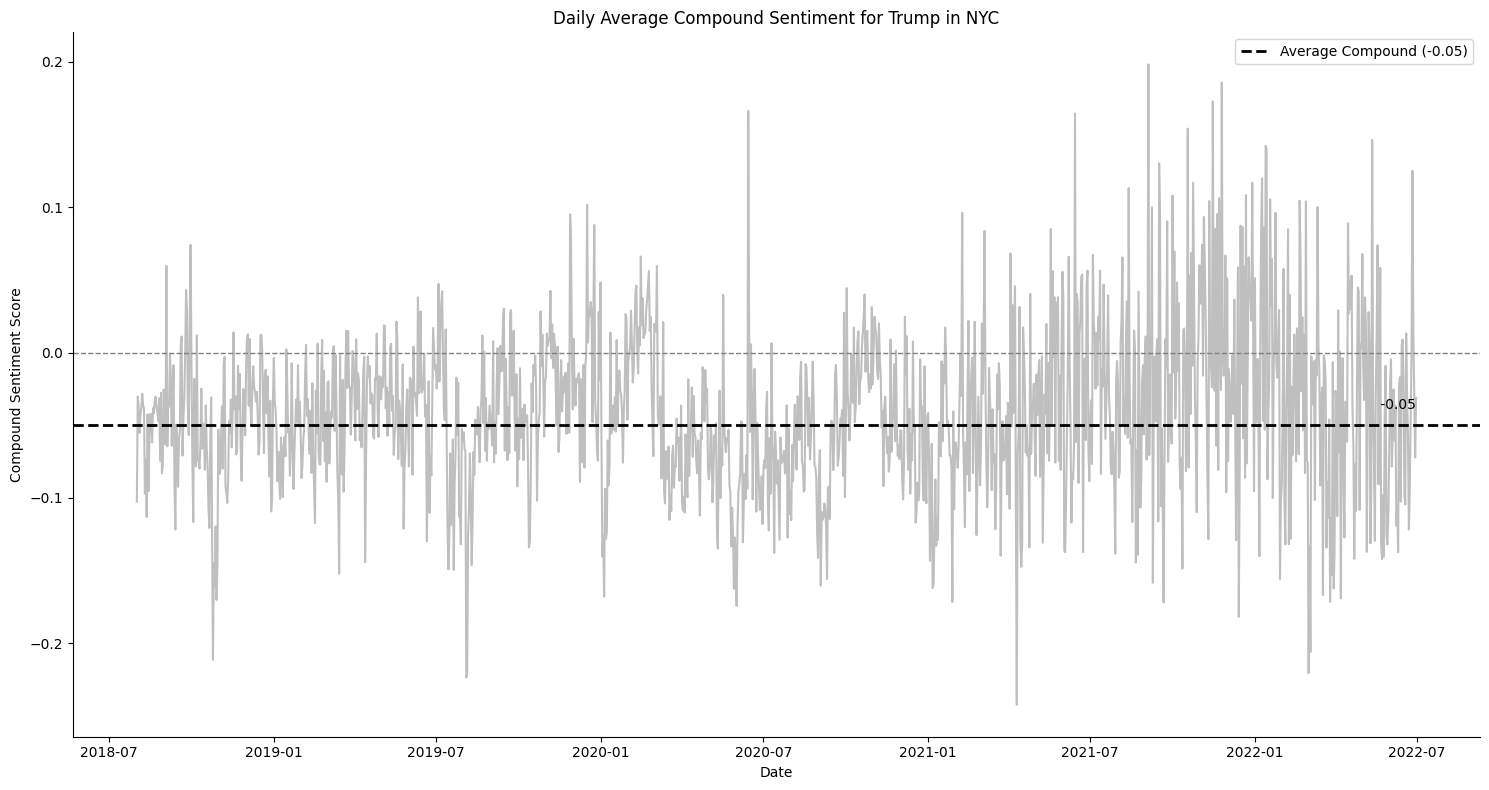 Daily Average Compound Sentiment for Trump in NYC
Average Compound (-0.05)
0.2
0.1
0.0
-0.05
−0.1
−0.2
Compound Sentiment Score
2018-07 2019-01 2019-07 2020-01 2020-07 2021-01 2021-07 2022-01 2022-07
Date